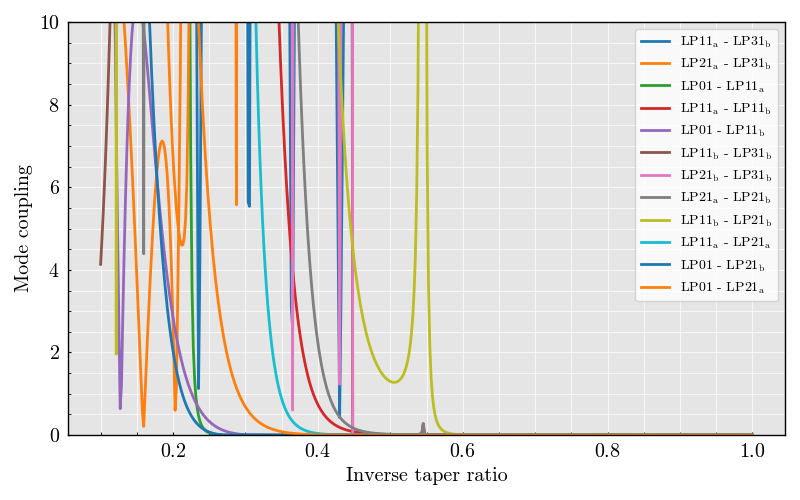 10
8
6
4
2
0
Mode coupling
0.2
0.4
0.6
0.8
1.0
Inverse taper ratio
LP11a - LP31b
LP21a - LP31b
LP01 - LP11a
LP11a - LP11b
LP01 - LP11b
LP11b - LP31b
LP21b - LP31b
LP21a - LP21b
LP11b - LP21b
LP11a - LP21a
LP01 - LP21b
LP01 - LP21a